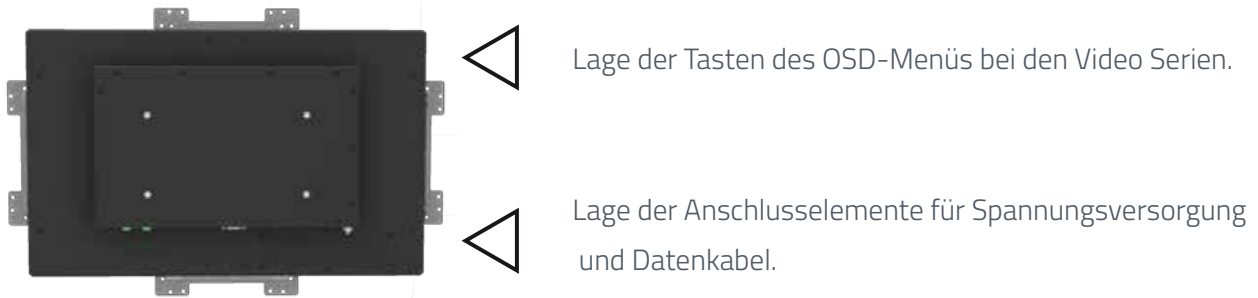 Lage der Tasten des OSD-Menüs bei den Video Serien.
Lage der Anschlusselemente für Spannungsversorgung
und Datenkabel.